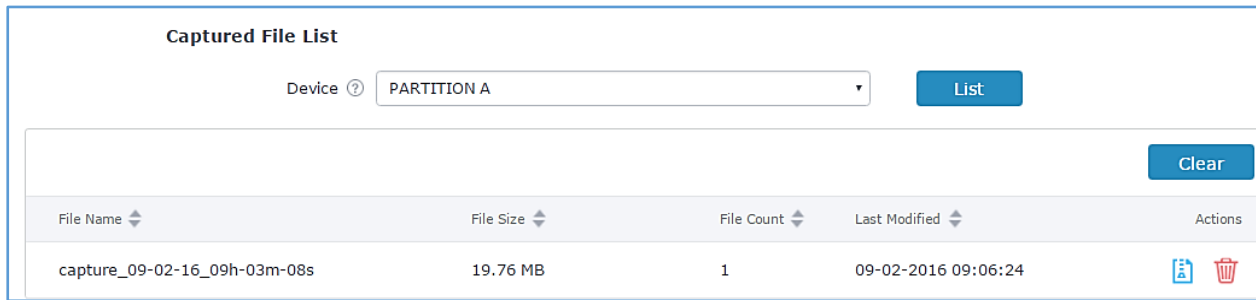 Captured File List
Device ? PARTITION A List
Clear
File Name File Size File Count Last Modified Actions
capture_09-02-16_09h-03m-08s 19.76 MB 1 09-02-2016 09:06:24